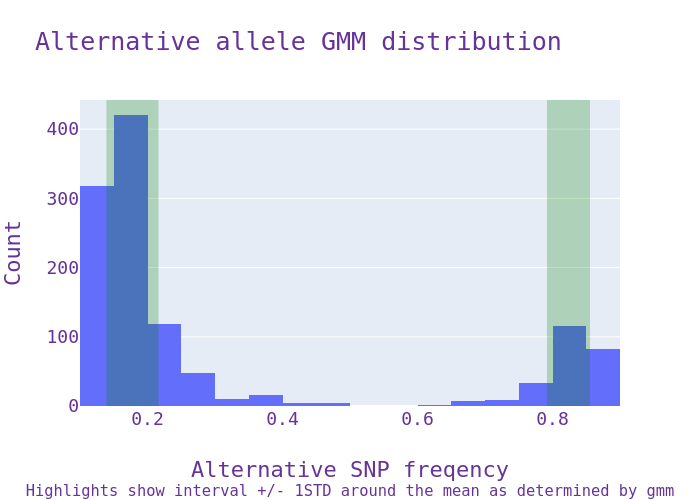 Alternative allele GMM distribution
400
300
200
100
0
Count
0.2
0.4
0.6
0.8
Alternative SNP freqency
Highlights show interval +/- 1STD around the mean as determined by gmm